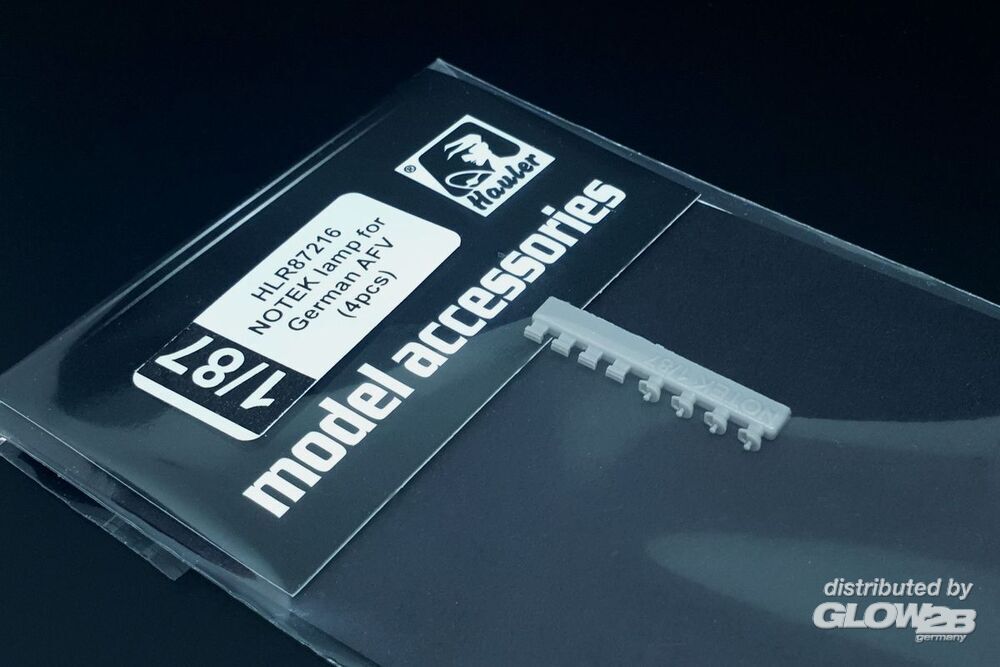 ®
Hauler
HLR87216
NOTEK lamp for
German AFV
(4pcs)
1/87
model accessories
NOTEK 1/87
distributed by
GLOW2B
germany